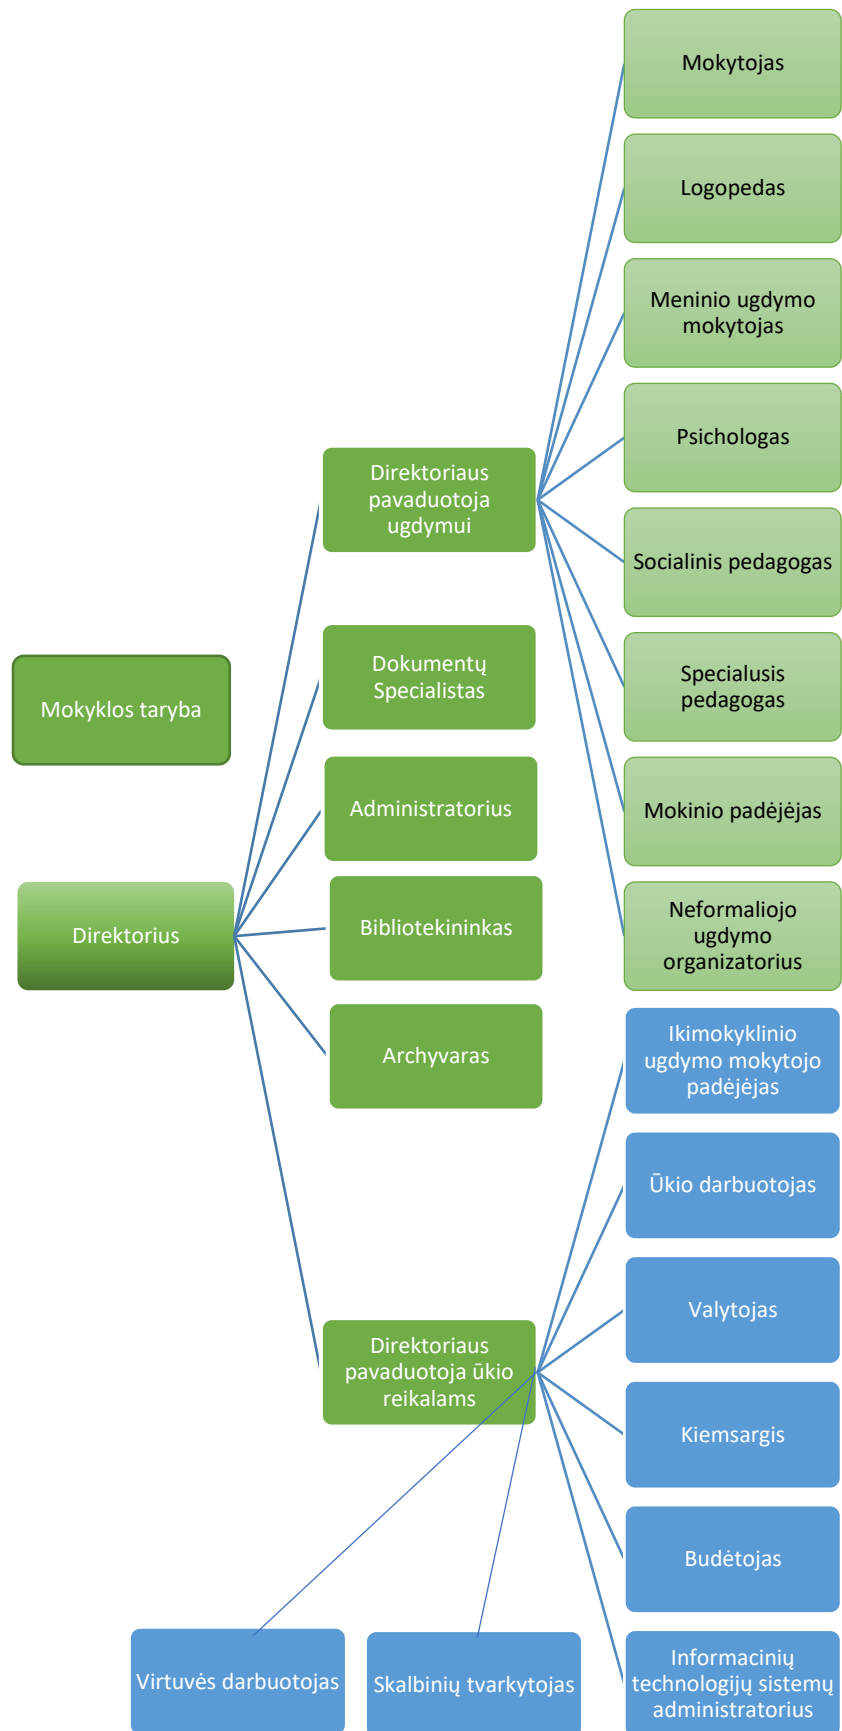 Mokytojas
Logopedas
Meninio ugdymo
mokytojas
Psichologas
Direktoriaus
pavaduotoja
ugdymui
Socialinis pedagogas
Dokumentų
Specialistas
Specialusis
pedagogas
Mokyklos taryba
Administratorius
Mokinio padėjėjas
Direktorius
Bibliotekininkas
Neformaliojo
ugdymo
organizatorius
Archyvaras
Ikimokyklinio
ugdymo mokytojo
padėjėjas
Ūkio darbuotojas
Valytojas
Direktoriaus
pavaduotoja ūkio
reikalams
Kiemsargis
Budėtojas
Virtuvės darbuotojas
Skalbinių tvarkytojas
Informacinių
technologijų sistemų
administratorius